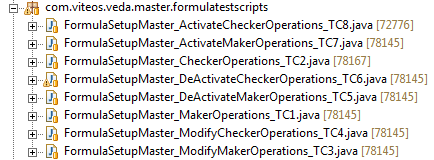 com.viteos.veda.master.formulatestscripts
FormulaSetupMaster_ActivateCheckerOperations_TC8.java [72776]
FormulaSetupMaster_ActivateMakerOperations_TC7.java [78145]
FormulaSetupMaster_CheckerOperations_TC2.java [78167]
FormulaSetupMaster_DeActivateCheckerOperations_TC6.java [78145]
FormulaSetupMaster_DeActivateMakerOperations_TC5.java [78145]
FormulaSetupMaster_MakerOperations_TC1.java [78145]
FormulaSetupMaster_ModifyCheckerOperations_TC4.java [78145]
FormulaSetupMaster_ModifyMakerOperations_TC3.java [78145]